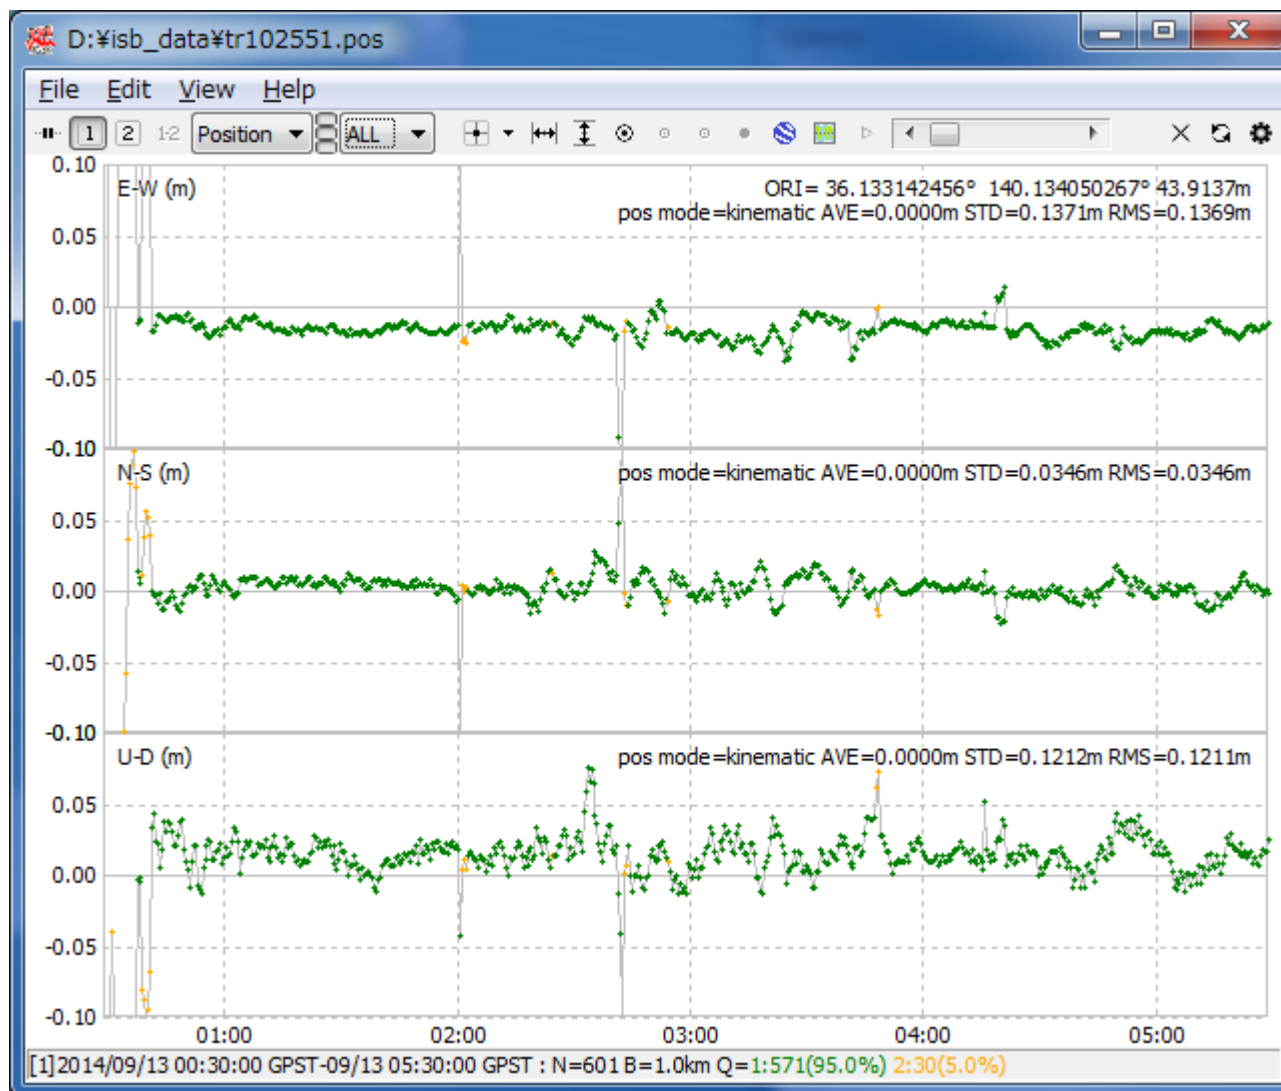 D:¥isb_data¥tr102551.pos
File Edit View Help
1 2 1-2 Position ALL
0.10 E-W (m) ORI= 36.133142456° 140.134050267° 43.9137m
pos mode=kinematic AVE=0.0000m STD=0.1371m RMS=0.1369m
0.05
0.00
-0.05
-0.10
N-S (m) pos mode=kinematic AVE=0.0000m STD=0.0346m RMS=0.0346m
0.05
0.00
-0.05
-0.10
U-D (m) pos mode=kinematic AVE=0.0000m STD=0.1212m RMS=0.1211m
0.05
0.00
-0.05
-0.10
01:00 02:00 03:00 04:00 05:00
[1]2014/09/13 00:30:00 GPST-09/13 05:30:00 GPST : N=601 B=1.0km Q=1:571(95.0%) 2:30(5.0%)